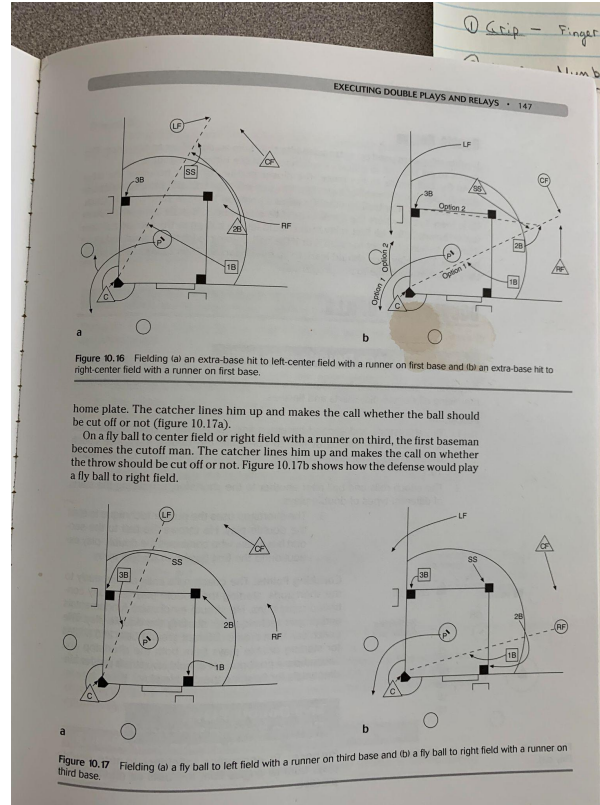 ① Grip — Finger
EXECUTING DOUBLE PLAYS AND RELAYS • 147
LF
CF
SS
3B
2B
RF
P
1B
C
a
LF
CF
SS
3B
Option 2
2B
P
RF
Option 2
Option 1
1B
Option 1
C
b
Figure 10.16 Fielding (a) an extra-base hit to left-center field with a runner on first base and (b) an extra-base hit to
right-center field with a runner on first base.
home plate. The catcher lines him up and makes the call whether the ball should
be cut off or not (figure 10.17a).
On a fly ball to center field or right field with a runner on third, the first baseman
becomes the cutoff man. The catcher lines him up and makes the call on whether
the throw should be cut off or not. Figure 10.17b shows how the defense would play
a fly ball to right field.
LF
CF
SS
3B
2B
P
RF
1B
C
a
LF
CF
SS
3B
2B
RF
P
1B
C
b
Figure 10.17 Fielding (a) a fly ball to left field with a runner on third base and (b) a fly ball to right field with a runner on
third base.